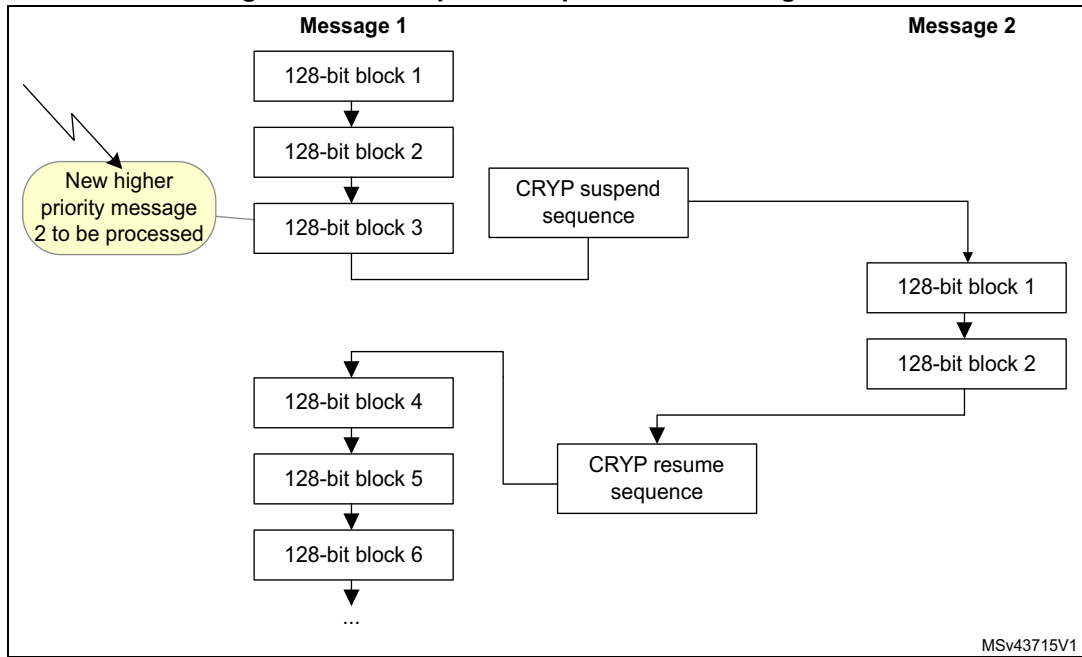 Message 1
Message 2
128-bit block 1
128-bit block 2
128-bit block 3
New higher
priority message
2 to be processed
CRYP suspend
sequence
128-bit block 1
128-bit block 2
CRYP resume
sequence
128-bit block 4
128-bit block 5
128-bit block 6
...
MSv43715V1